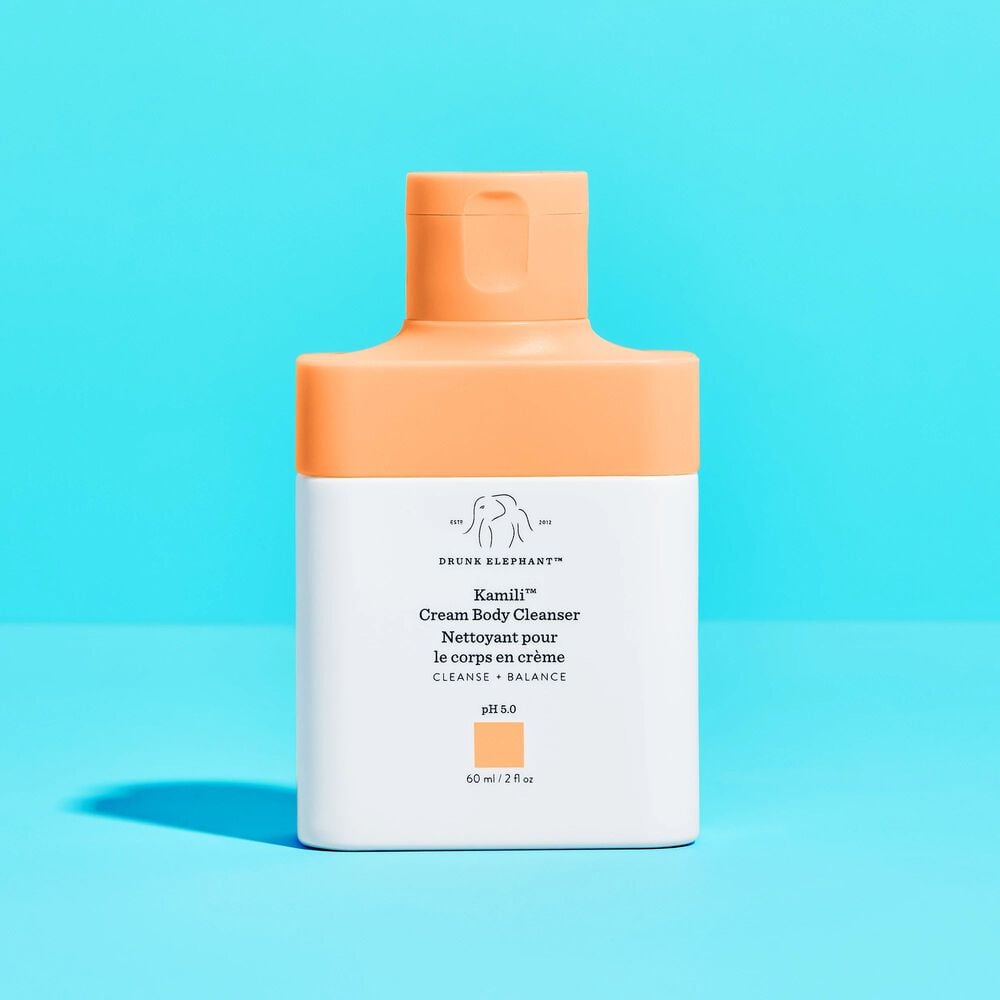 ESTD 2012
DRUNK ELEPHANT™
Kamili™
Cream Body Cleanser
Nettoyant pour
le corps en crème
CLEANSE + BALANCE
pH 5.0
60 ml / 2 fl oz